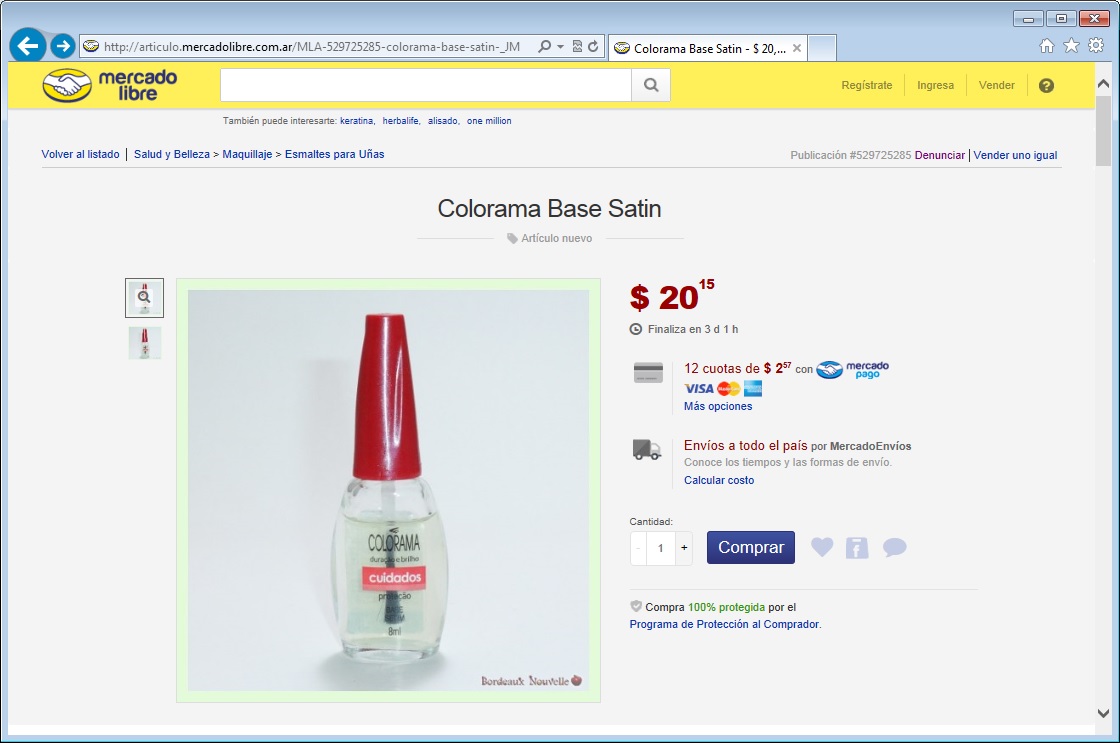 http://articulo.mercadolibre.com.ar/MLA-529725285-colorama-base-satin-_JM
Colorama Base Satin - $ 20,...
mercado
libre
Regístrate
Ingresa
Vender
?
También puede interesarte: keratina, herbalife, alisado, one million
Volver al listado | Salud y Belleza > Maquillaje > Esmaltes para Uñas
Publicación #529725285 Denunciar | Vender uno igual
Colorama Base Satin
Artículo nuevo
$ 20 15
Finaliza en 3 d 1 h
12 cuotas de $ 2 57 con mercado pago
VISA MasterCard
Más opciones
Envíos a todo el país por MercadoEnvíos
Conoce los tiempos y las formas de envío.
Calcular costo
Cantidad:
- 1 + Comprar
Compra 100% protegida por el
Programa de Protección al Comprador.
COLORAMA
duração e brilho
cuidados
proteção
BASE
8ml
Bordeaux Nouvelle